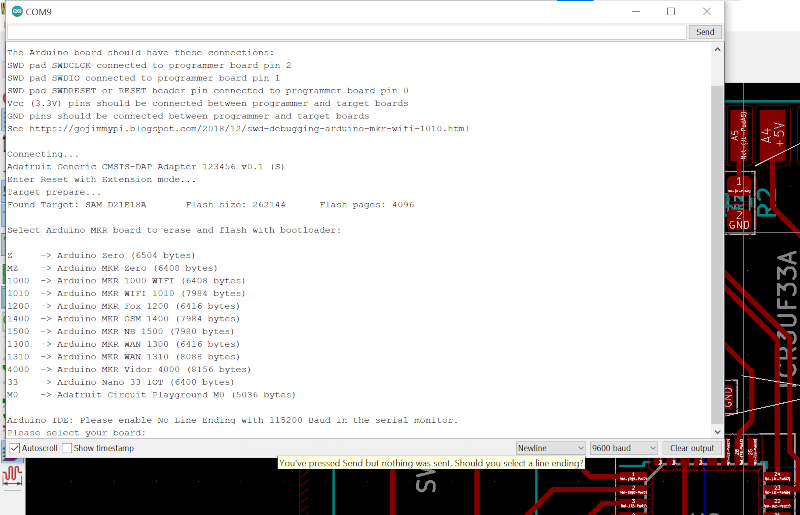 COM9
Send
The Arduino board should have these connections:
SWD pad SWDCLCK connected to programmer board pin 2
SWD pad SWDIO connected to programmer board pin 1
SWD pad SWDRESET or RESET header pin connected to programmer board pin 0
Vcc (3.3V) pins should be connected between programmer and target boards
GND pins should be connected between programmer and target boards
See https://gojimmypi.blogspot.com/2018/12/swd-debugging-arduino-mkr-wifi-1010.html
Connecting...
Adafruit Generic CMSIS-DAP Adapter 123456 v0.1 (S)
Enter Reset with Extension mode...
Target prepare...
Found Target: SAM D21E18A Flash size: 262144 Flash pages: 4096
Select Arduino MKR board to erase and flash with bootloader:
Z -> Arduino Zero (6504 bytes)
MZ -> Arduino MKR Zero (6408 bytes)
1000 -> Arduino MKR 1000 WIFI (6408 bytes)
1010 -> Arduino MKR WIFI 1010 (7984 bytes)
1200 -> Arduino MKR Fox 1200 (6416 bytes)
1400 -> Arduino MKR GSM 1400 (7984 bytes)
1500 -> Arduino MKR NB 1500 (7980 bytes)
1300 -> Arduino MKR WAN 1300 (6416 bytes)
1310 -> Arduino MKR WAN 1310 (8088 bytes)
4000 -> Arduino MKR Vidor 4000 (8156 bytes)
33 -> Arduino Nano 33 IOT (6400 bytes)
M0 -> Adafruit Circuit Playground M0 (5036 bytes)
Arduino IDE: Please enable No Line Ending with 115200 Baud in the serial monitor.
Please select your board:
Autoscroll Show timestamp Newline 9600 baud Clear output
You've pressed Send but nothing was sent. Should you select a line ending?
A5
A4
+5V
1
2
GND
R2
GND
SW
1
2
3
24
23
22